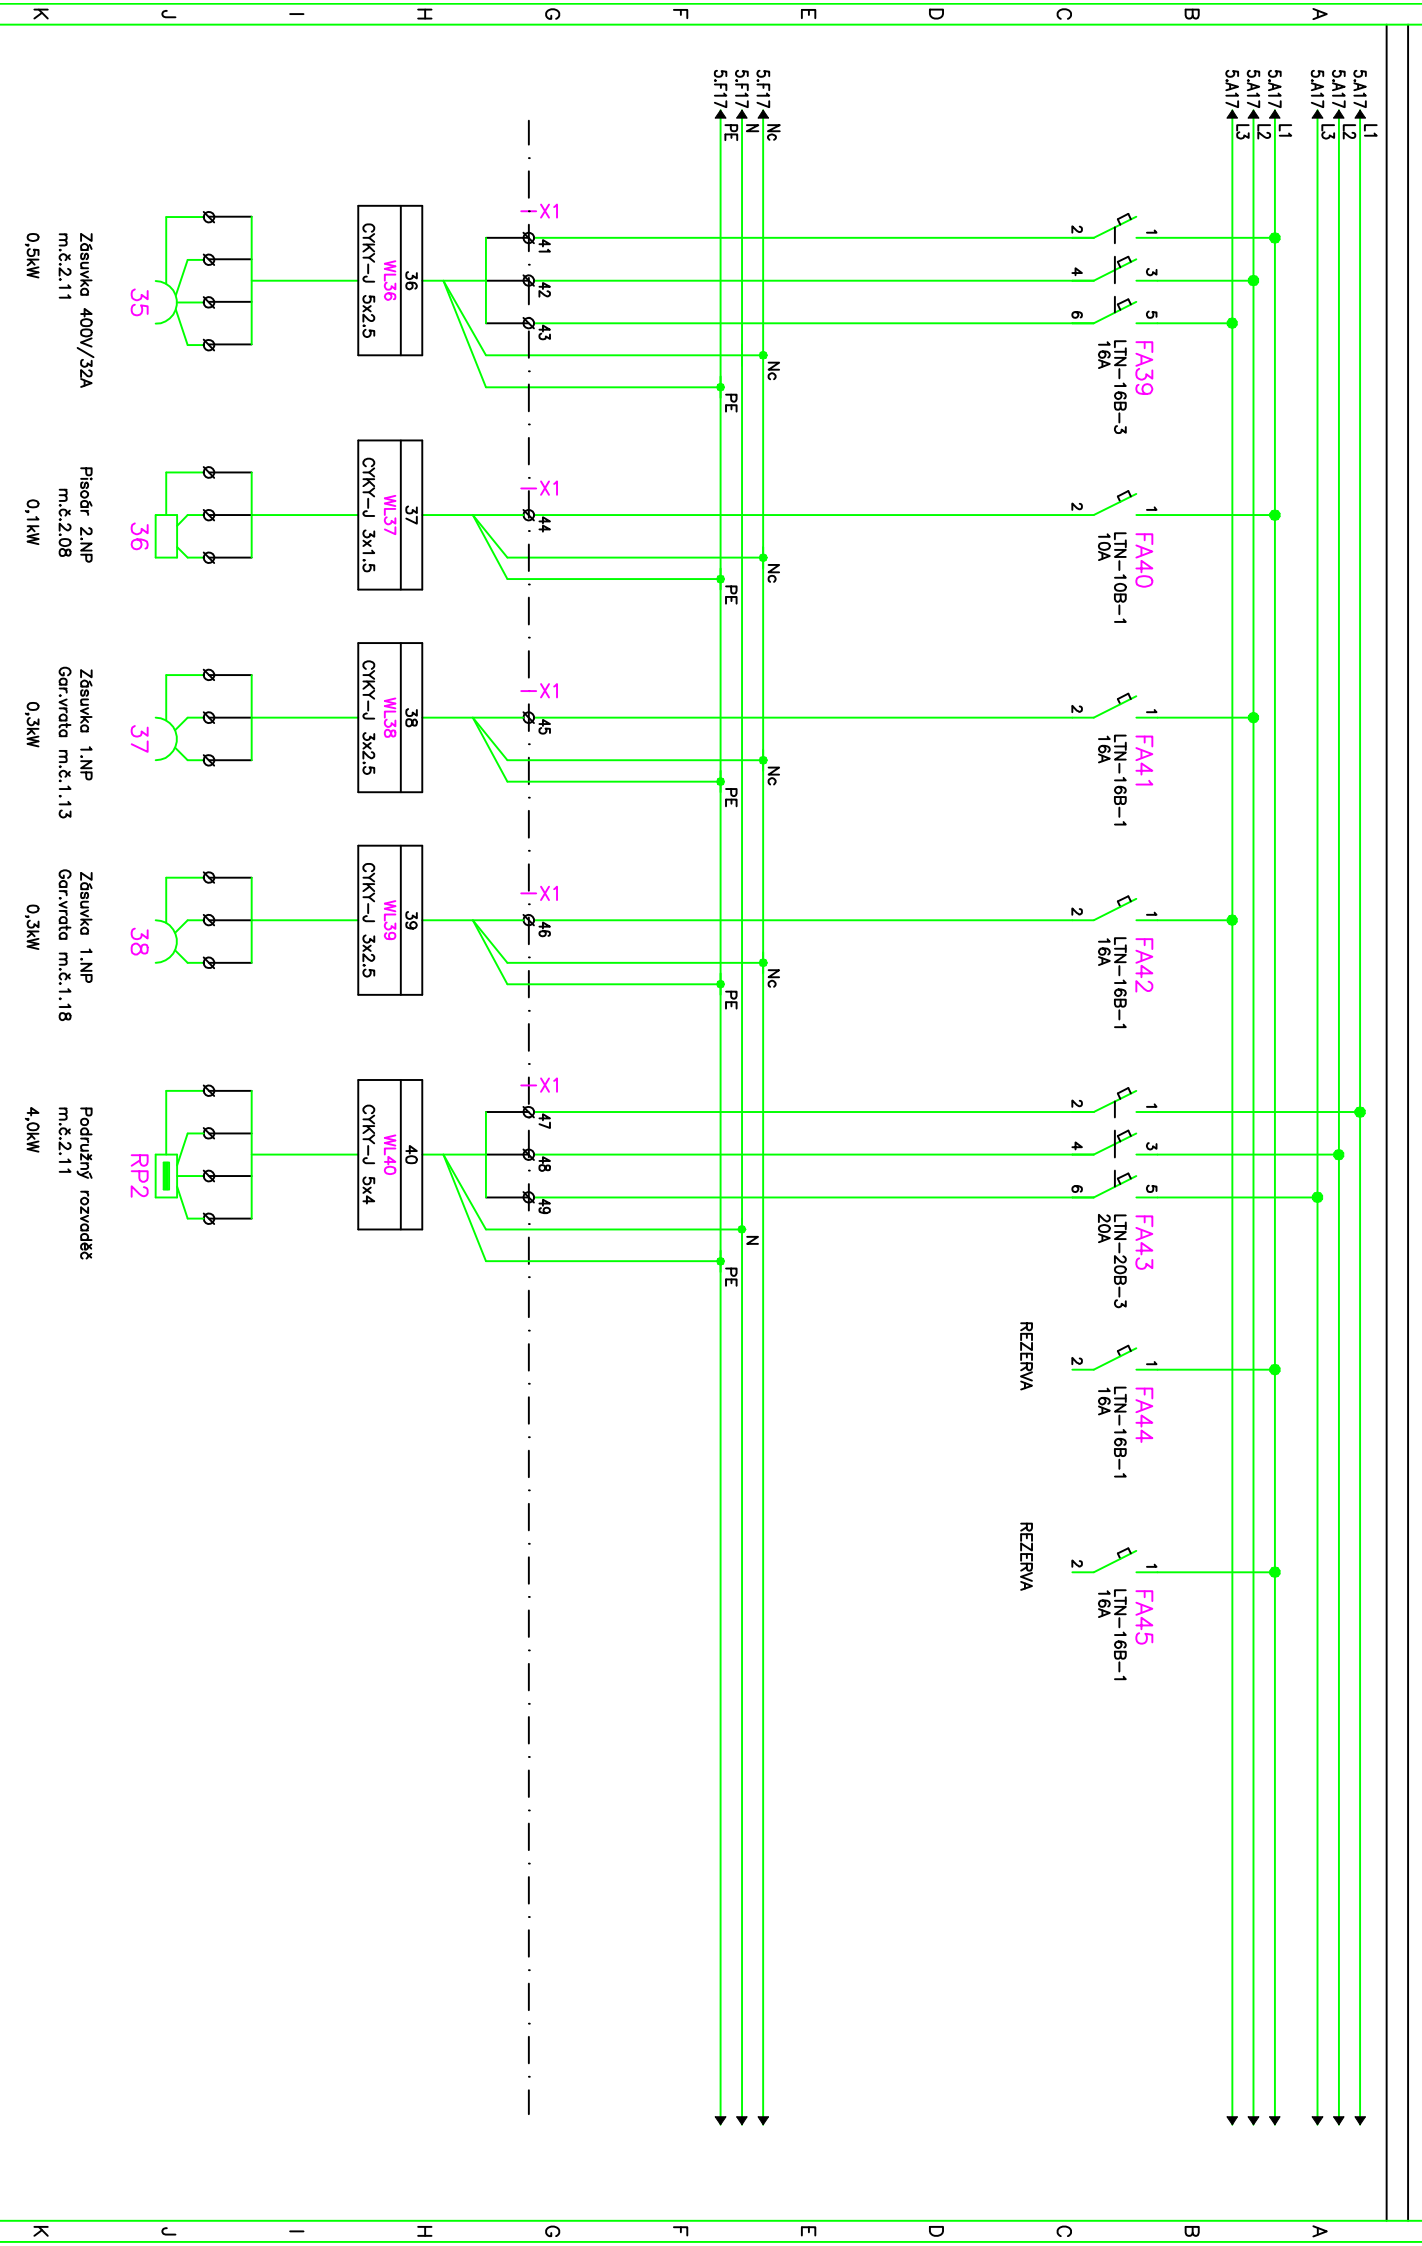 A
B
C
D
E
F
G
H
I
J
K
5.A17
L1
5.A17
L2
5.A17
L3
5.A17
L1
5.A17
L2
5.A17
L3
1
2
3
4
5
6
FA39
LTN-16B-3
16A
1
2
FA40
LTN-10B-1
10A
1
2
FA41
LTN-16B-1
16A
1
2
FA42
LTN-16B-1
16A
1
2
3
4
5
6
FA43
LTN-20B-3
20A
1
2
FA44
LTN-16B-1
16A
REZERVA
1
2
FA45
LTN-16B-1
16A
REZERVA
5.F17
Nc
5.F17
N
5.F17
PE
Nc
PE
Nc
PE
Nc
PE
Nc
PE
N
PE
X1
41
42
43
X1
44
X1
45
X1
46
X1
47
48
49
36
WL36
CYKY-J 5x2.5
37
WL37
CYKY-J 3x1.5
38
WL38
CYKY-J 3x2.5
39
WL39
CYKY-J 3x2.5
40
WL40
CYKY-J 5x4
35
36
37
38
RP2
Zásuvka 400V/32A
m.č.2.11
0,5kW
Pisoár 2.NP
m.č.2.08
0,1kW
Zásuvka 1.NP
Gar.vrata m.č.1.13
0,3kW
Zásuvka 1.NP
Gar.vrata m.č.1.18
0,3kW
Podružný rozvaděč
m.č.2.11
4,0kW
A
B
C
D
E
F
G
H
I
J
K